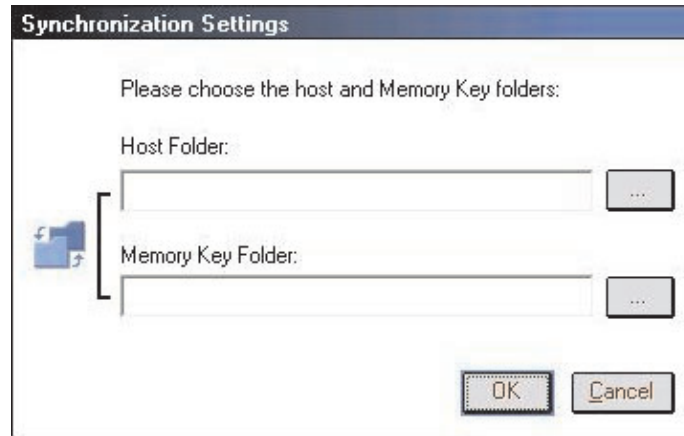 Synchronization Settings
Please choose the host and Memory Key folders:
Host Folder:
...
Memory Key Folder:
...
OK Cancel